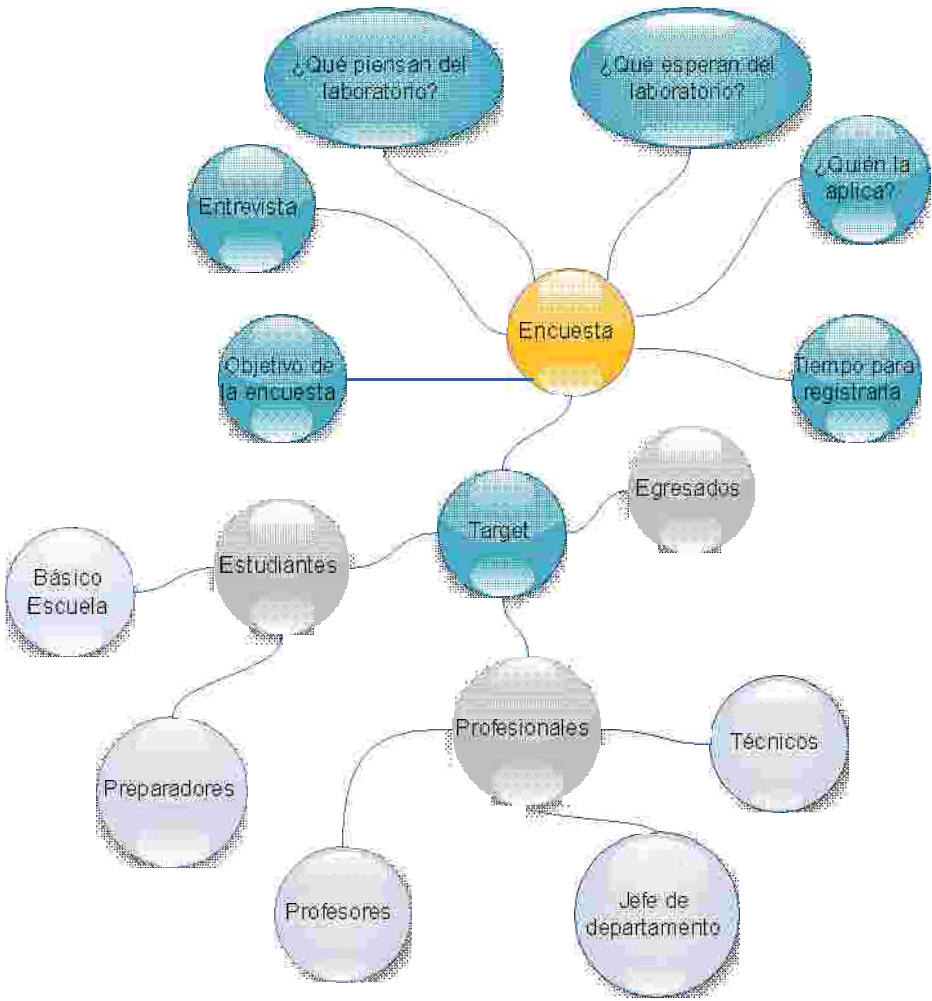 ¿Qué piensan del
laboratorio?
¿Qué esperan del
laboratorio?
¿Quién la
aplica?
Entrevista
Encuesta
Objetivo de
la encuesta
Tiempo para
registrarla
Egresados
Target
Estudiantes
Básico
Escuela
Profesionales
Técnicos
Preparadores
Profesores
Jefe de
departamento